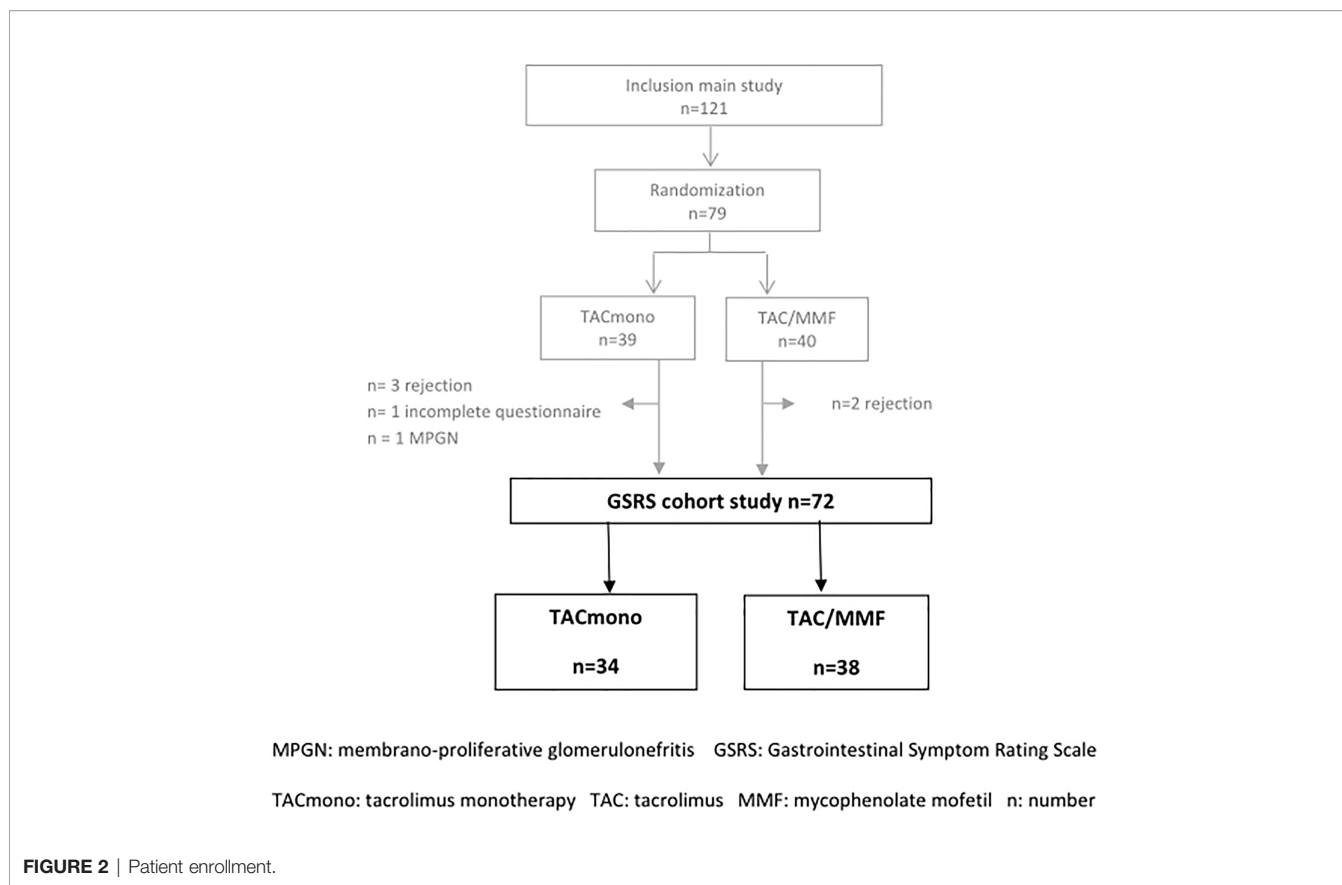 Inclusion main study
n=121
Randomization
n=79
TACmono
n=39
TAC/MMF
n=40
n= 3 rejection
n= 1 incomplete questionnaire
n = 1 MPGN
n=2 rejection
GSRS cohort study n=72
TACmono
n=34
TAC/MMF
n=38
MPGN: membrano-proliferative glomerulonefritis GSRS: Gastrointestinal Symptom Rating Scale
TACmono: tacrolimus monotherapy TAC: tacrolimus MMF: mycophenolate mofetil n: number
FIGURE 2 | Patient enrollment.